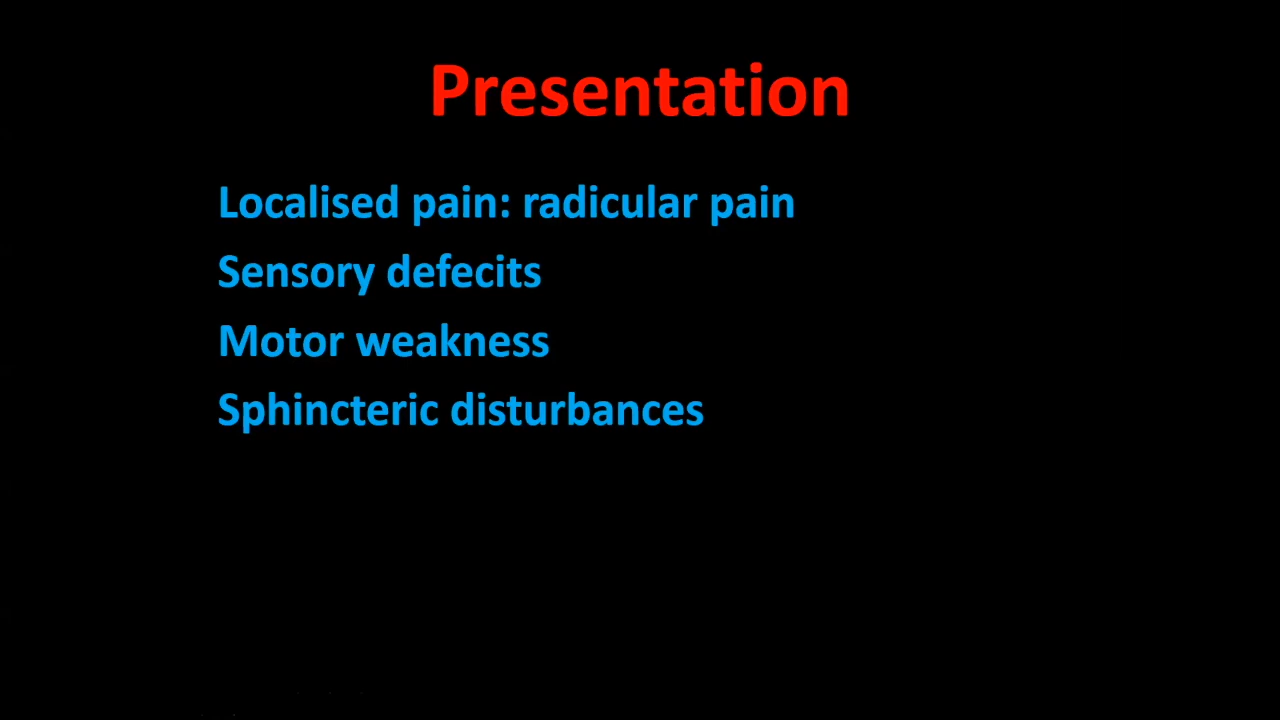 Presentation
Localised pain: radicular pain
Sensory defecits
Motor weakness
Sphincteric disturbances